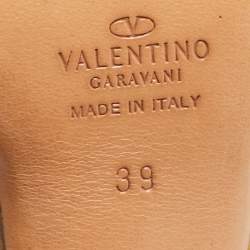 VALENTINO
GARAVANI
MADE IN ITALY
39